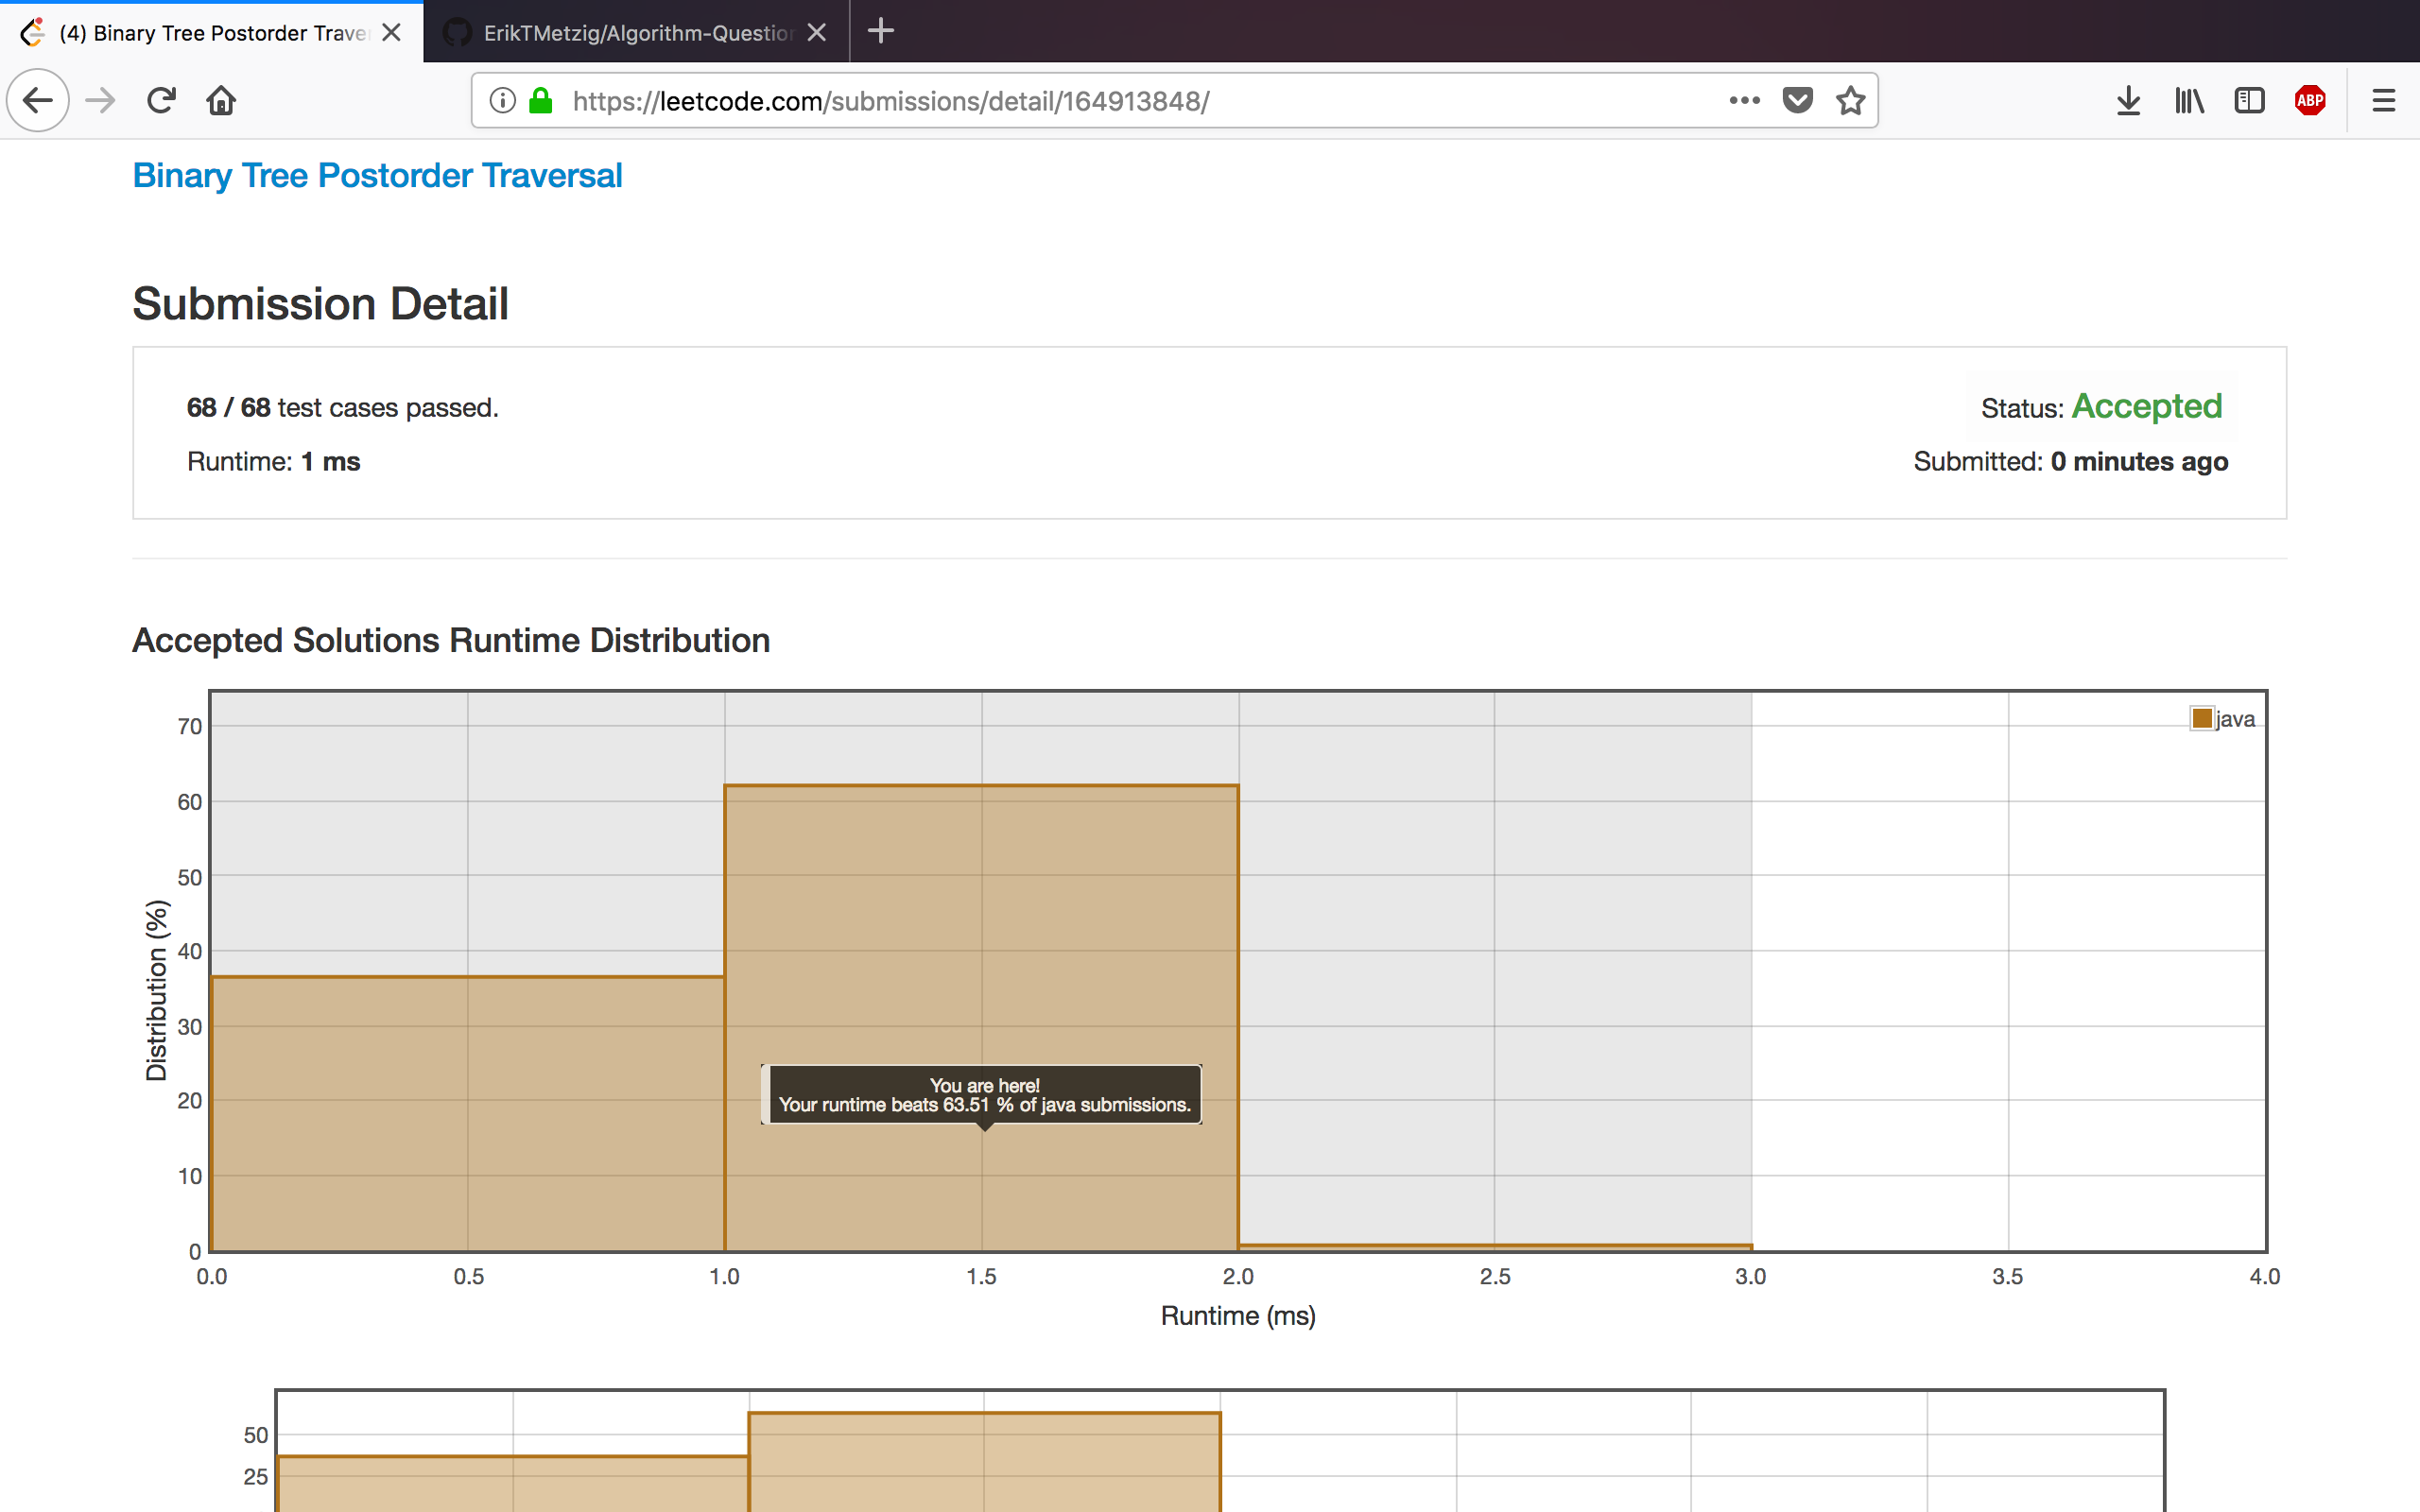 (4) Binary Tree Postorder Trave
ErikTMetzig/Algorithm-Question
https://leetcode.com/submissions/detail/164913848/
ABP
Binary Tree Postorder Traversal
Submission Detail
68 / 68 test cases passed.
Status: Accepted
Runtime: 1 ms
Submitted: 0 minutes ago
Accepted Solutions Runtime Distribution
java
70
60
50
40
30
20
10
0
Distribution (%)
You are here!
Your runtime beats 63.51 % of java submissions.
0.0 0.5 1.0 1.5 2.0 2.5 3.0 3.5 4.0
Runtime (ms)
50
25